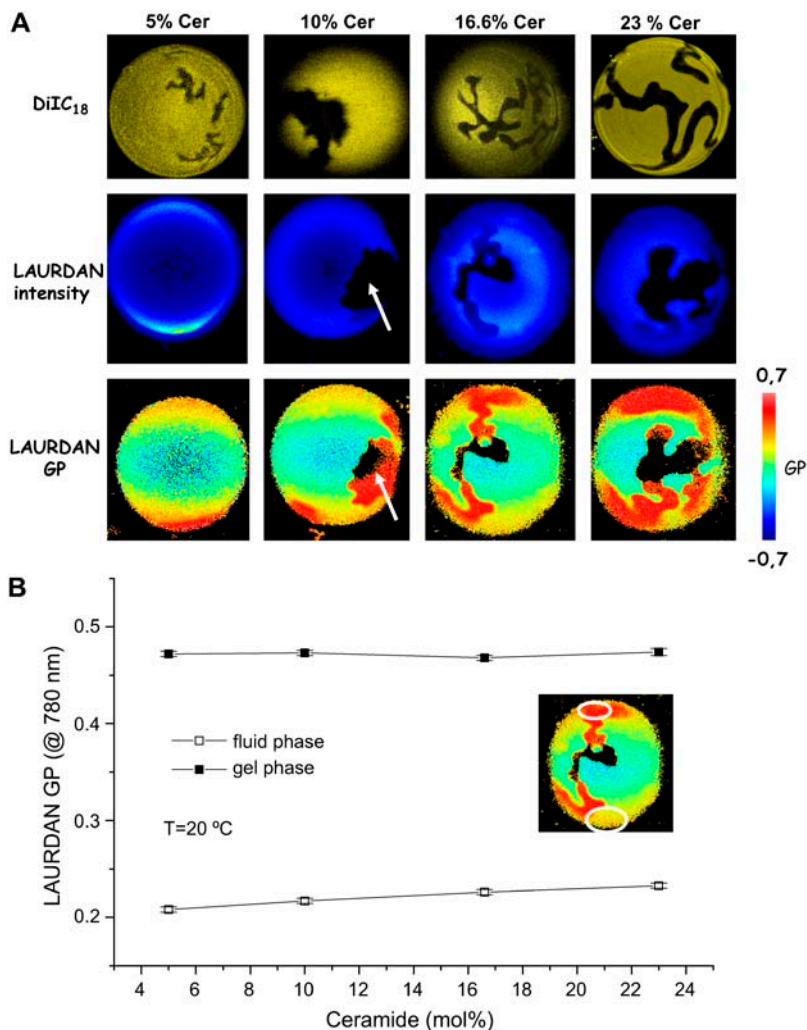 A
5% Cer
10% Cer
16.6% Cer
23 % Cer
DiIC18
LAURDAN
intensity
LAURDAN
GP
0,7
GP
-0,7
B
0.5
0.4
0.3
0.2
LAURDAN GP (@ 780 nm)
fluid phase
gel phase
T=20 ºC
4 6 8 10 12 14 16 18 20 22 24
Ceramide (mol%)